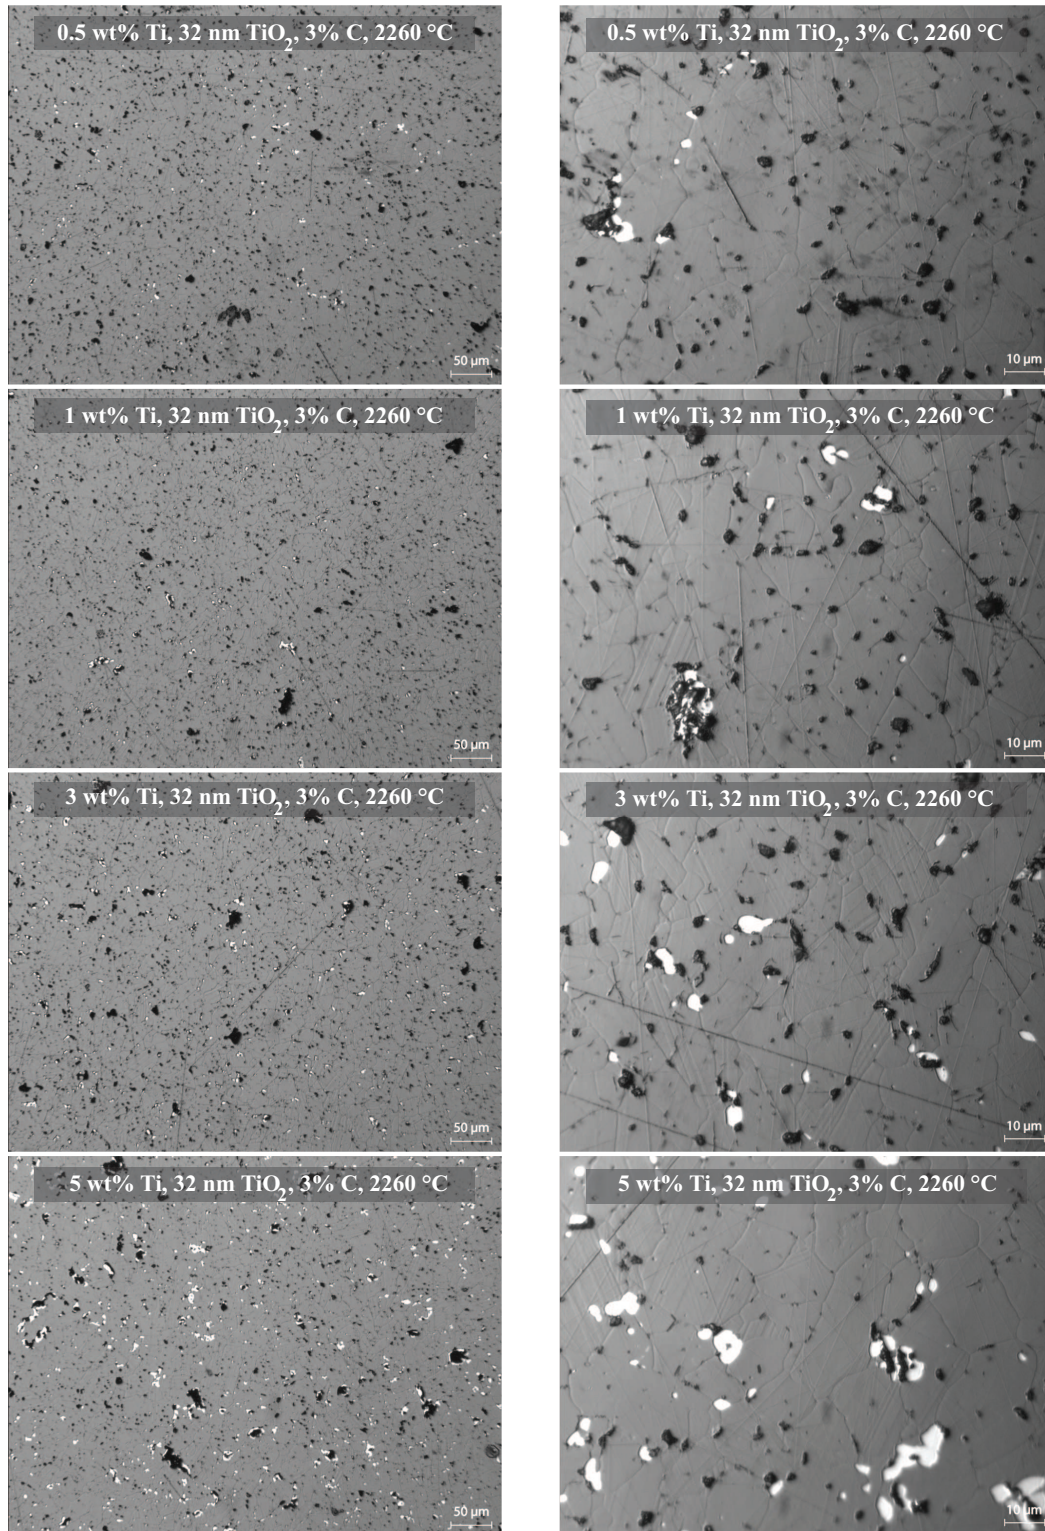 0.5 wt% Ti, 32 nm TiO2, 3% C, 2260 °C
50 µm
0.5 wt% Ti, 32 nm TiO2, 3% C, 2260 °C
10 µm
1 wt% Ti, 32 nm TiO2, 3% C, 2260 °C
50 µm
1 wt% Ti, 32 nm TiO2, 3% C, 2260 °C
10 µm
3 wt% Ti, 32 nm TiO2, 3% C, 2260 °C
50 µm
3 wt% Ti, 32 nm TiO2, 3% C, 2260 °C
10 µm
5 wt% Ti, 32 nm TiO2, 3% C, 2260 °C
50 µm
5 wt% Ti, 32 nm TiO2, 3% C, 2260 °C
10 µm